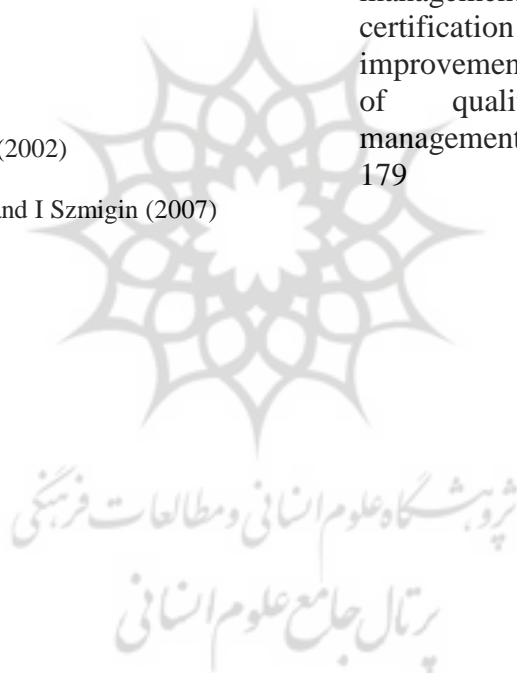 (2002)
and I Szmigin (2007)
management
certification
improvemen
of quali
management
179
پژوهشگاه علوم انسانی و مطالعات فرهنگی
پرتال جامع علوم انسانی